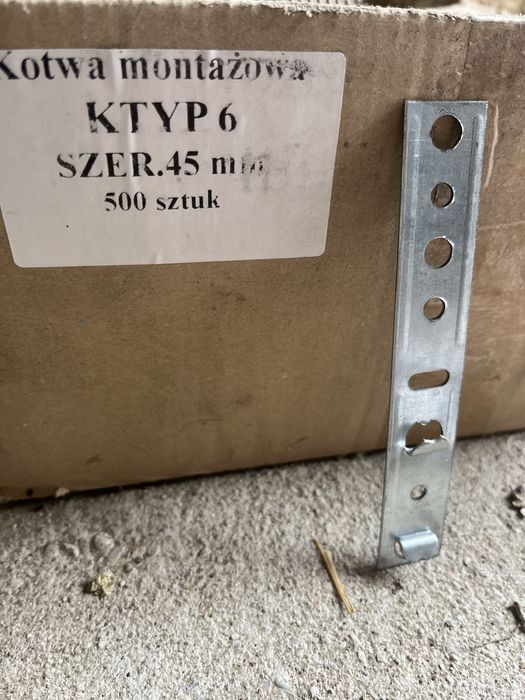 Kotwa montażowa
KTYP 6
SZER.45 mm
500 sztuk